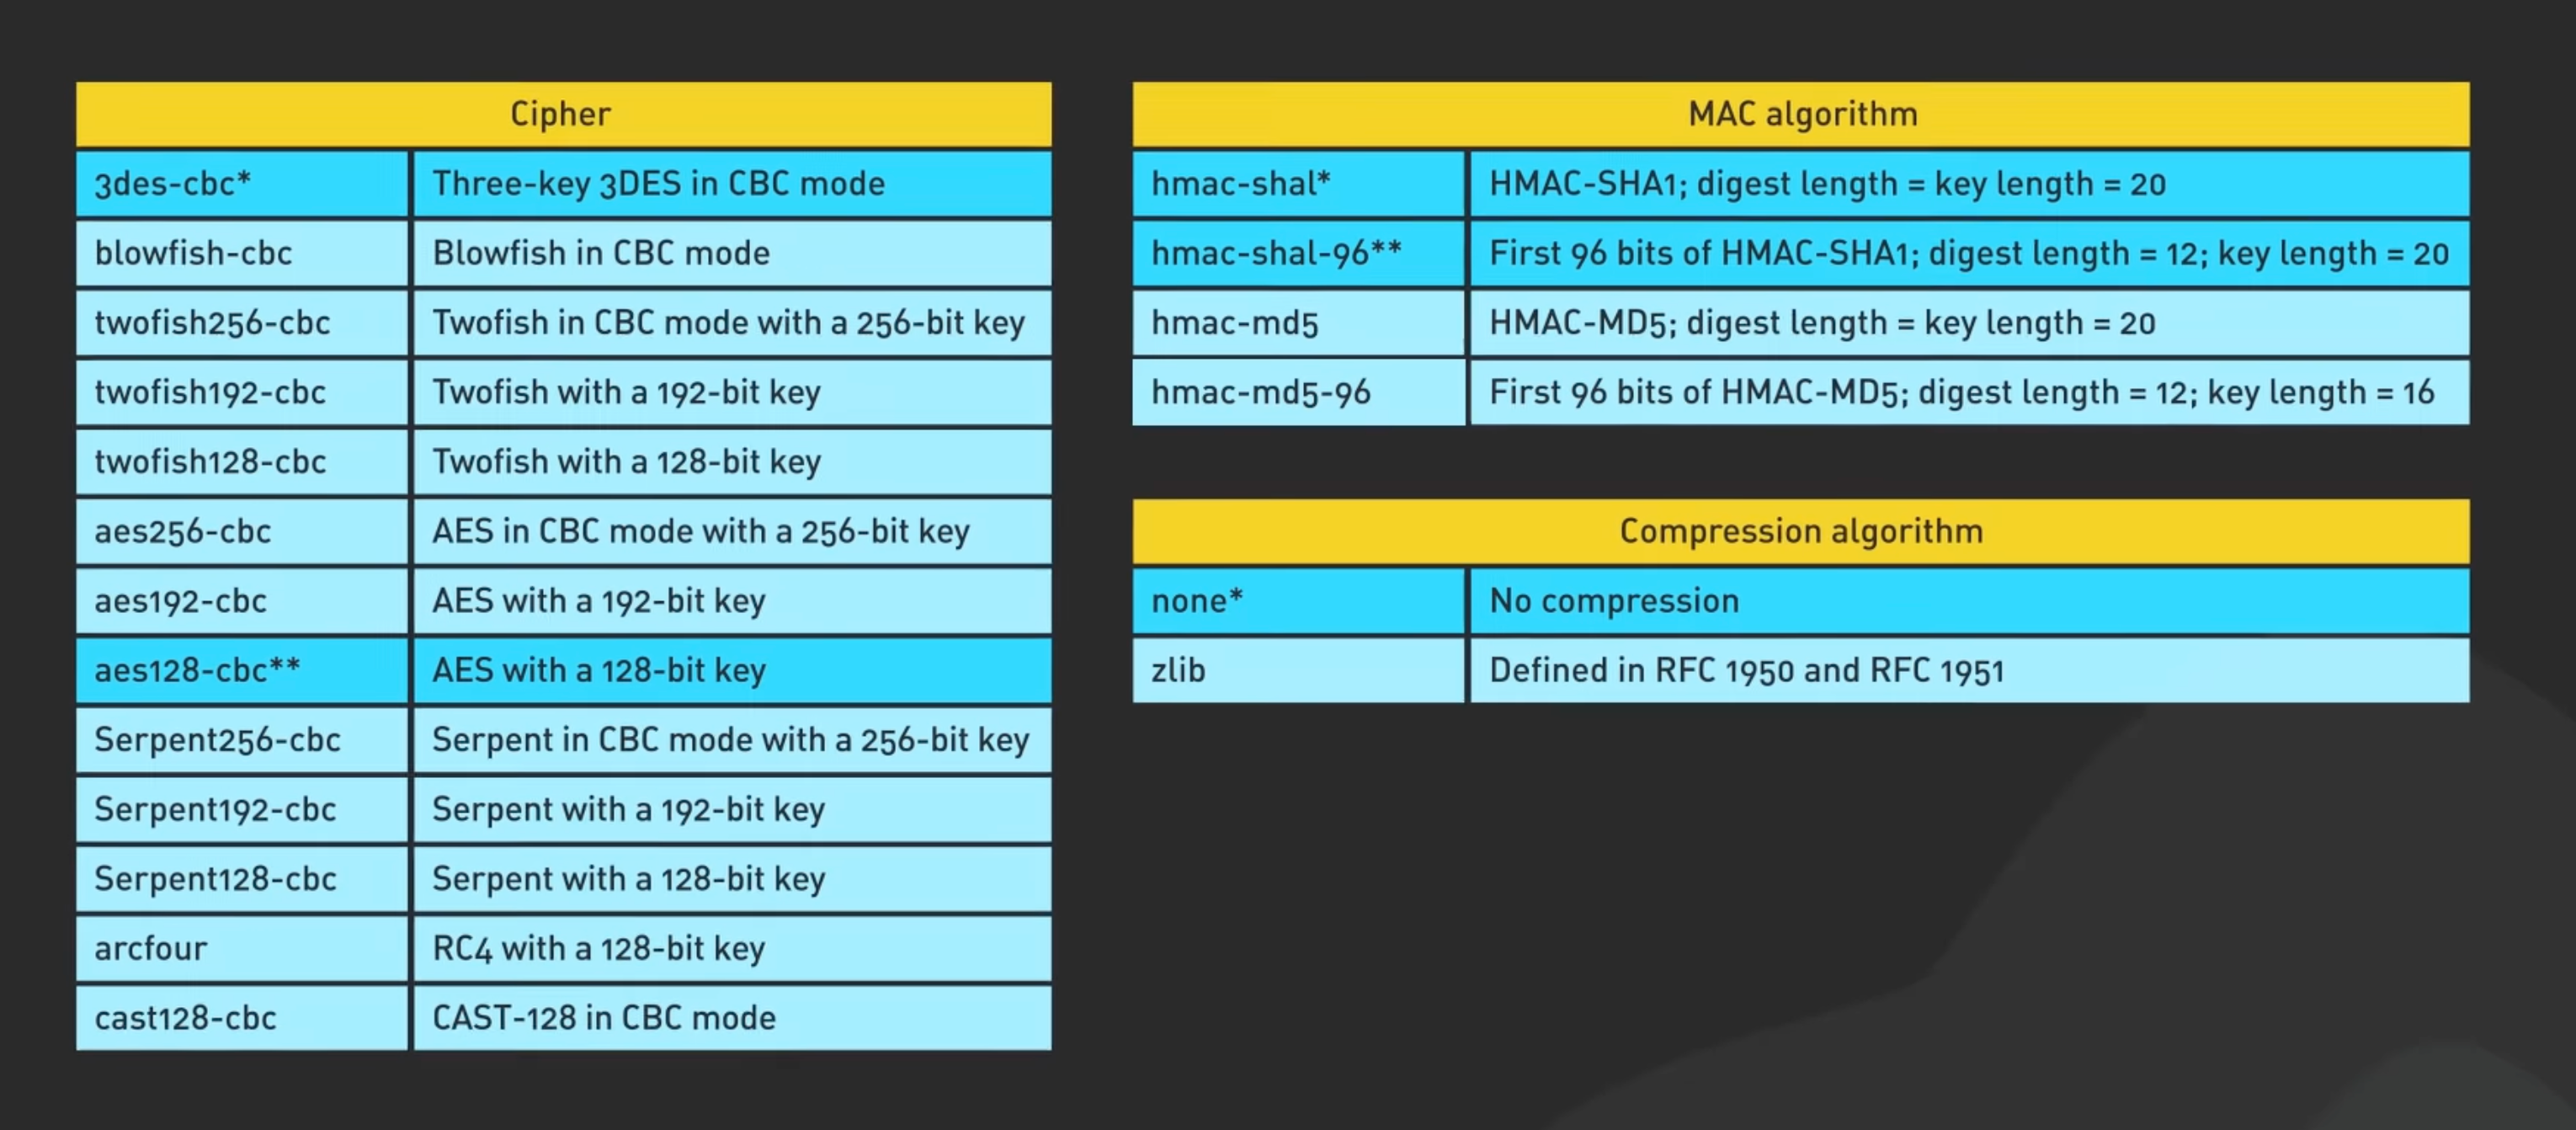 Cipher
3des-cbc* Three-key 3DES in CBC mode
blowfish-cbc Blowfish in CBC mode
twofish256-cbc Twofish in CBC mode with a 256-bit key
twofish192-cbc Twofish with a 192-bit key
twofish128-cbc Twofish with a 128-bit key
aes256-cbc AES in CBC mode with a 256-bit key
aes192-cbc AES with a 192-bit key
aes128-cbc** AES with a 128-bit key
Serpent256-cbc Serpent in CBC mode with a 256-bit key
Serpent192-cbc Serpent with a 192-bit key
Serpent128-cbc Serpent with a 128-bit key
arcfour RC4 with a 128-bit key
cast128-cbc CAST-128 in CBC mode
MAC algorithm
hmac-shal* HMAC-SHA1; digest length = key length = 20
hmac-shal-96** First 96 bits of HMAC-SHA1; digest length = 12; key length = 20
hmac-md5 HMAC-MD5; digest length = key length = 20
hmac-md5-96 First 96 bits of HMAC-MD5; digest length = 12; key length = 16
Compression algorithm
none* No compression
zlib Defined in RFC 1950 and RFC 1951